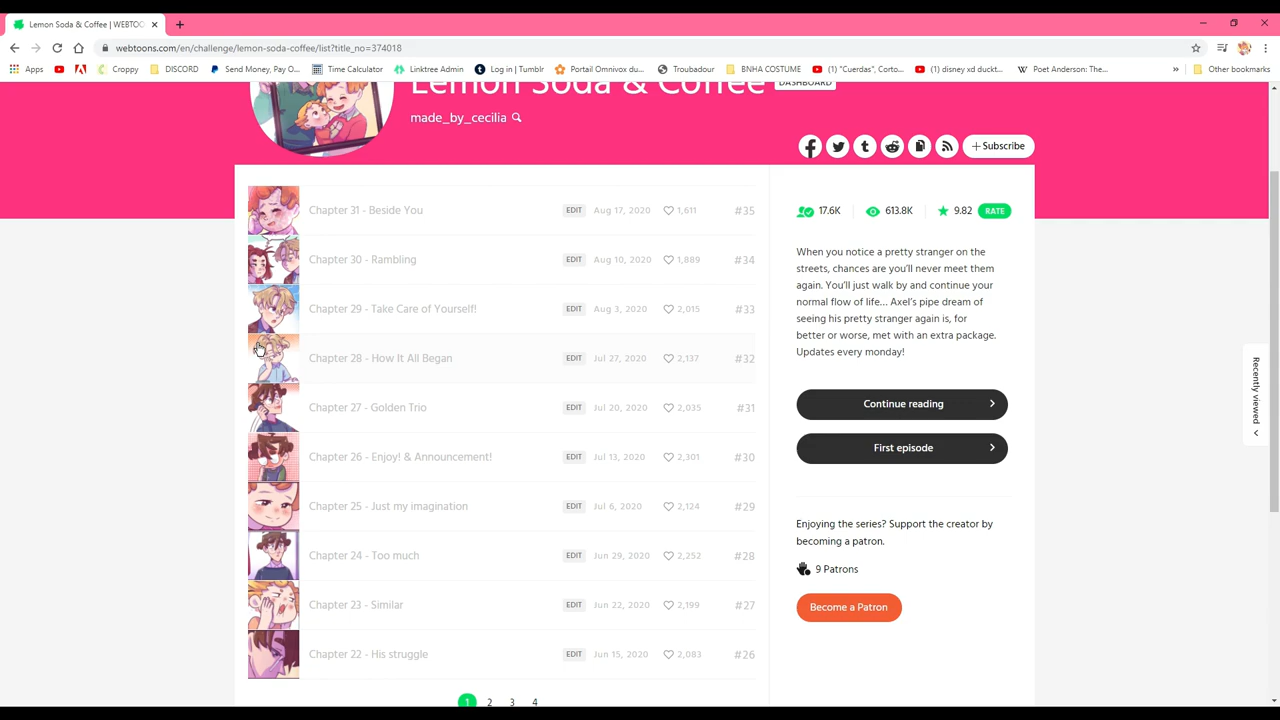 Lemon Soda & Coffee | WEBTOO
webtoons.com/en/challenge/lemon-soda-coffee/list?title_no=374018
Apps
Croppy
DISCORD
Send Money, Pay O...
Time Calculator
Linktree Admin
Log in | Tumblr
Portail Omnivox du...
Troubadour
BNHA COSTUME
(1) "Cuerdas", Corto...
(1) disney xd duckt...
Poet Anderson: The...
»
Other bookmarks
Lemon Soda & Coffee
DASHBOARD
made_by_cecilia
+ Subscribe
Chapter 31 - Beside You EDIT Aug 17, 2020 1,611 #35
Chapter 30 - Rambling EDIT Aug 10, 2020 1,889 #34
Chapter 29 - Take Care of Yourself! EDIT Aug 3, 2020 2,015 #33
Chapter 28 - How It All Began EDIT Jul 27, 2020 2,137 #32
Chapter 27 - Golden Trio EDIT Jul 20, 2020 2,035 #31
Chapter 26 - Enjoy! & Announcement! EDIT Jul 13, 2020 2,301 #30
Chapter 25 - Just my imagination EDIT Jul 6, 2020 2,124 #29
Chapter 24 - Too much EDIT Jun 29, 2020 2,252 #28
Chapter 23 - Similar EDIT Jun 22, 2020 2,199 #27
Chapter 22 - His struggle EDIT Jun 15, 2020 2,083 #26
1 2 3 4
17.6K 613.8K 9.82 RATE
When you notice a pretty stranger on the
streets, chances are you'll never meet them
again. You'll just walk by and continue your
normal flow of life... Axel's pipe dream of
seeing his pretty stranger again is, for
better or worse, met with an extra package.
Updates every monday!
Continue reading
First episode
Enjoying the series? Support the creator by
becoming a patron.
9 Patrons
Become a Patron
Recently viewed